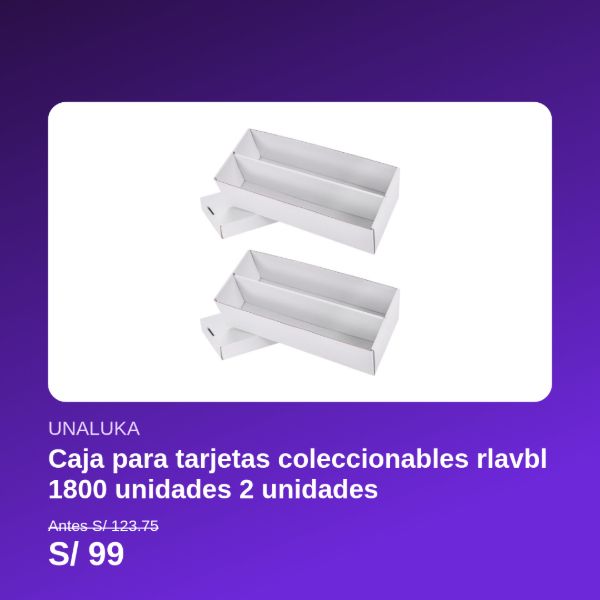 UNALUKA
Caja para tarjetas coleccionables rlavbl
1800 unidades 2 unidades
Antes S/ 123.75
S/ 99